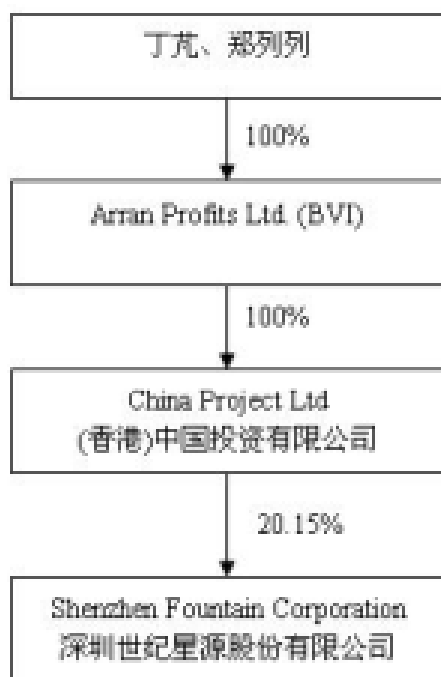 丁芃、郑列列
100%
Arran Profits Ltd. (BVI)
100%
China Project Ltd
(香港)中国投资有限公司
20.15%
Shenzhen Fountain Corporation
深圳世纪星源股份有限公司